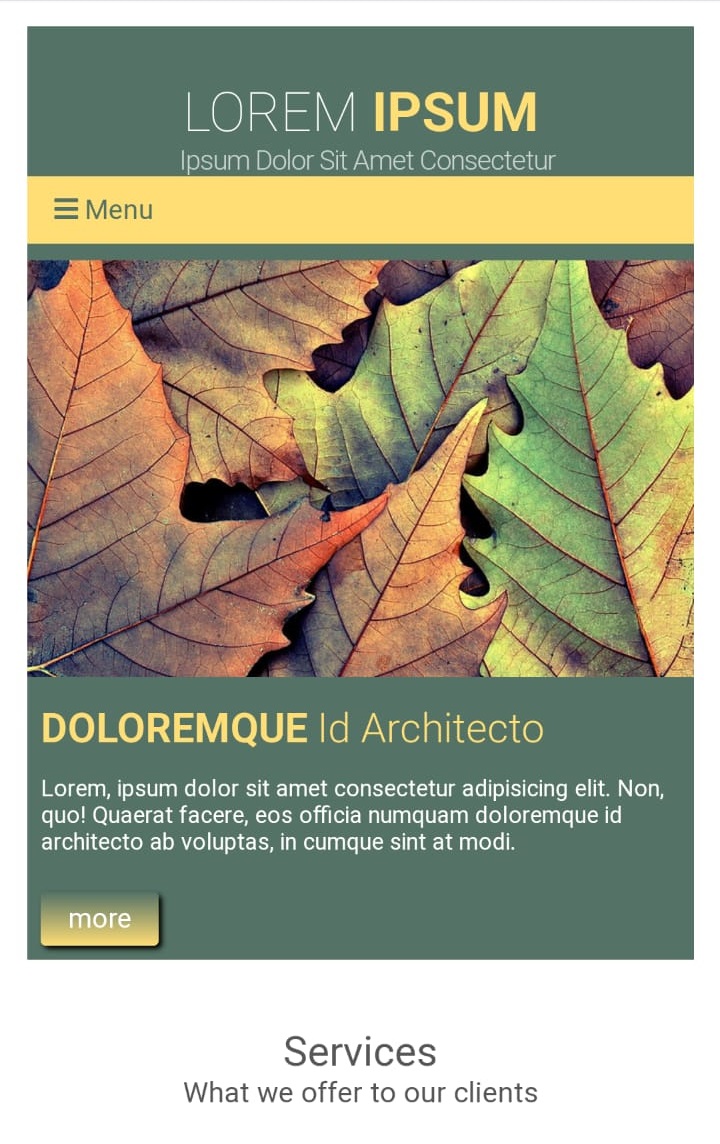 LOREM IPSUM
Ipsum Dolor Sit Amet Consectetur
Menu
DOLOREMQUE Id Architecto
Lorem, ipsum dolor sit amet consectetur adipisicing elit. Non,
quo! Quaerat facere, eos officia numquam doloremque id
architecto ab voluptas, in cumque sint at modi.
more
Services
What we offer to our clients